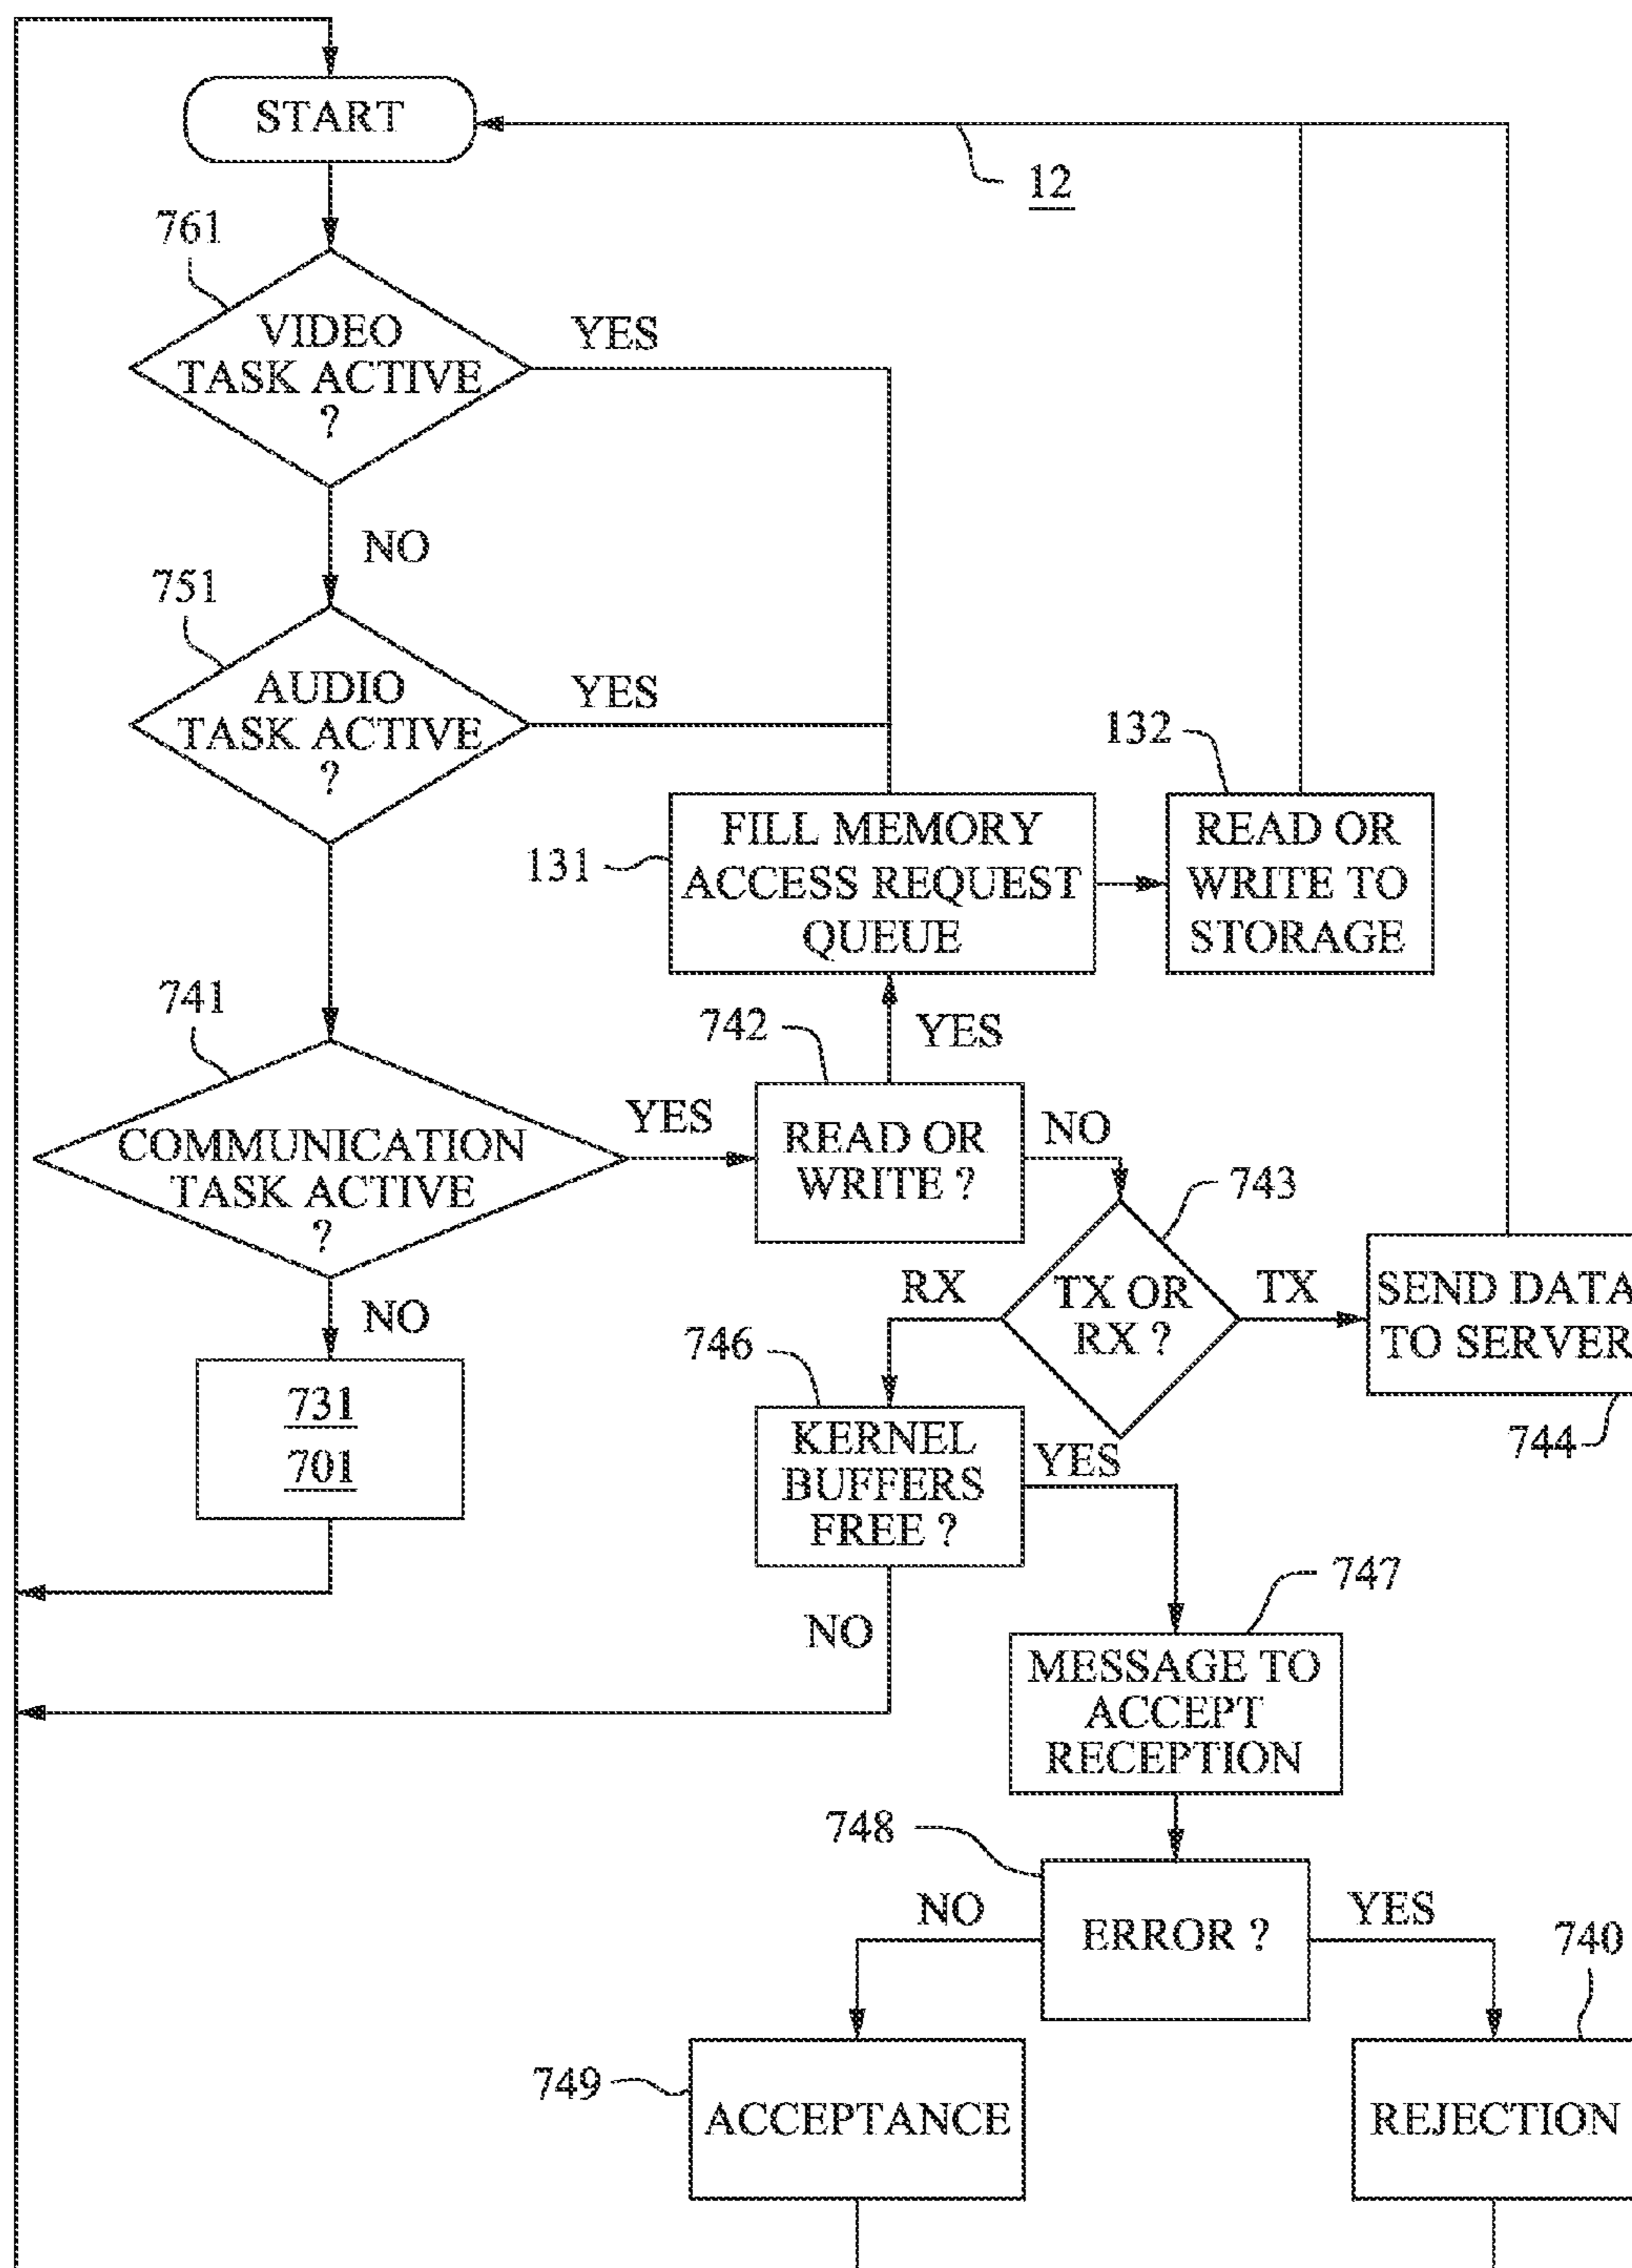 START
12
761
VIDEO
TASK ACTIVE
?
YES
NO
751
AUDIO
TASK ACTIVE
?
YES
132
131
FILL MEMORY
ACCESS REQUEST
QUEUE
READ OR
WRITE TO
STORAGE
741
742
YES
COMMUNICATION
TASK ACTIVE
?
YES
READ OR
WRITE ?
NO
743
NO
RX
TX OR
RX ?
TX
SEND DATA
TO SERVER
744
731
701
746
KERNEL
BUFFERS
FREE ?
YES
NO
747
MESSAGE TO
ACCEPT
RECEPTION
748
NO
ERROR ?
YES
740
749
ACCEPTANCE
REJECTION